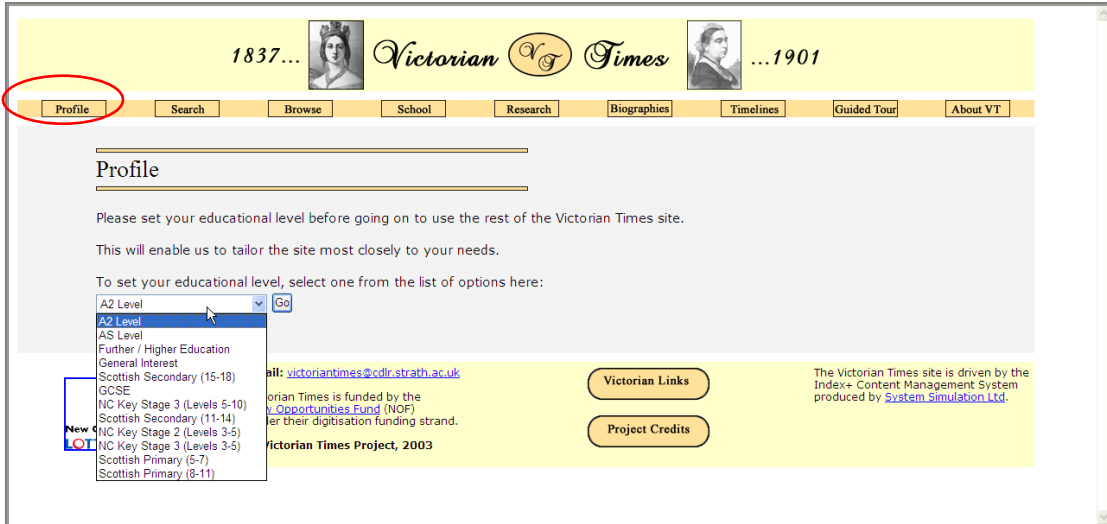 1837... Victorian VT Times ...1901
Profile Search Browse School Research Biographies Timelines Guided Tour About VT
Profile
Please set your educational level before going on to use the rest of the Victorian Times site.
This will enable us to tailor the site most closely to your needs.
To set your educational level, select one from the list of options here:
A2 Level Go
A2 Level
AS Level
Further / Higher Education
General Interest
Scottish Secondary (15-18)
GCSE
NC Key Stage 3 (Levels 5-10)
Scottish Secondary (11-14)
NC Key Stage 2 (Levels 3-5)
NC Key Stage 3 (Levels 3-5)
Scottish Primary (5-7)
Scottish Primary (8-11)
New
LOT
ail: victoriantimes@cdlr.strath.ac.uk
orian Times is funded by the
w Opportunities Fund (NOF)
er their digitisation funding strand.
ictorian Times Project, 2003
Victorian Links
Project Credits
The Victorian Times site is driven by the
Index+ Content Management System
produced by System Simulation Ltd.